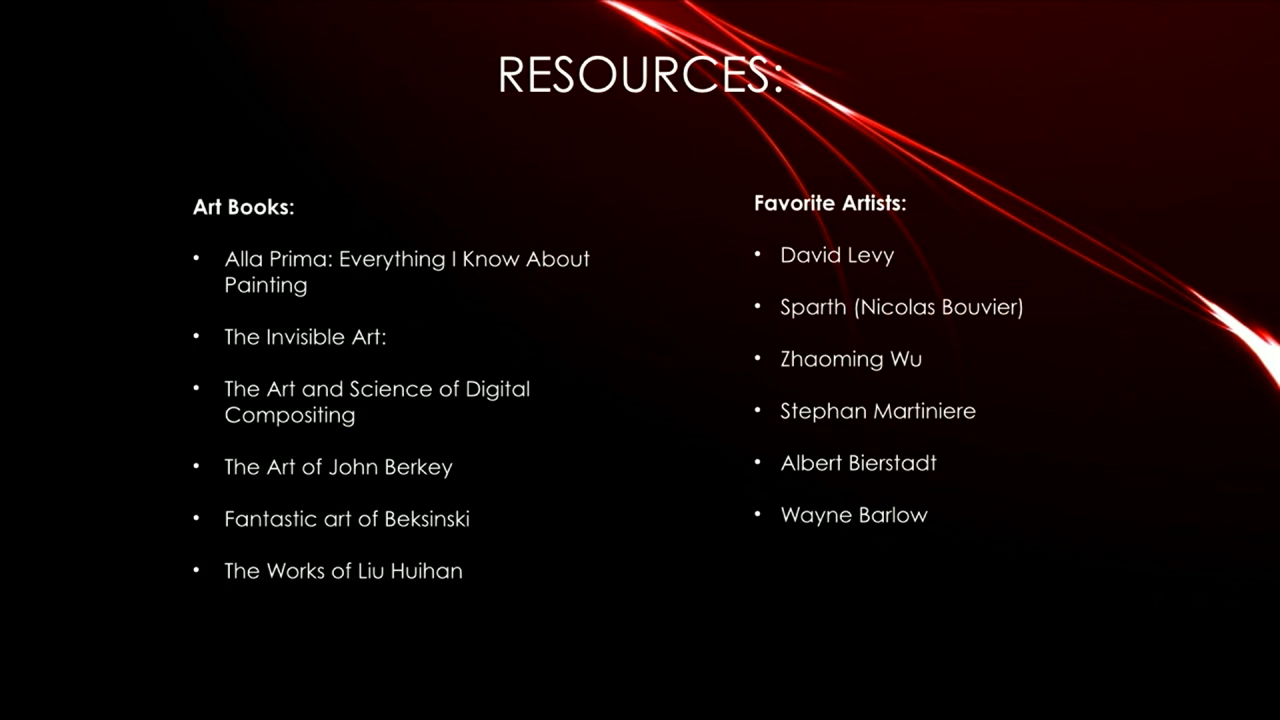 RESOURCES:
Art Books:
• Alla Prima: Everything I Know About
Painting
• The Invisible Art:
• The Art and Science of Digital
Compositing
• The Art of John Berkey
• Fantastic art of Beksinski
• The Works of Liu Huihan
Favorite Artists:
• David Levy
• Sparth (Nicolas Bouvier)
• Zhaoming Wu
• Stephan Martiniere
• Albert Bierstadt
• Wayne Barlow